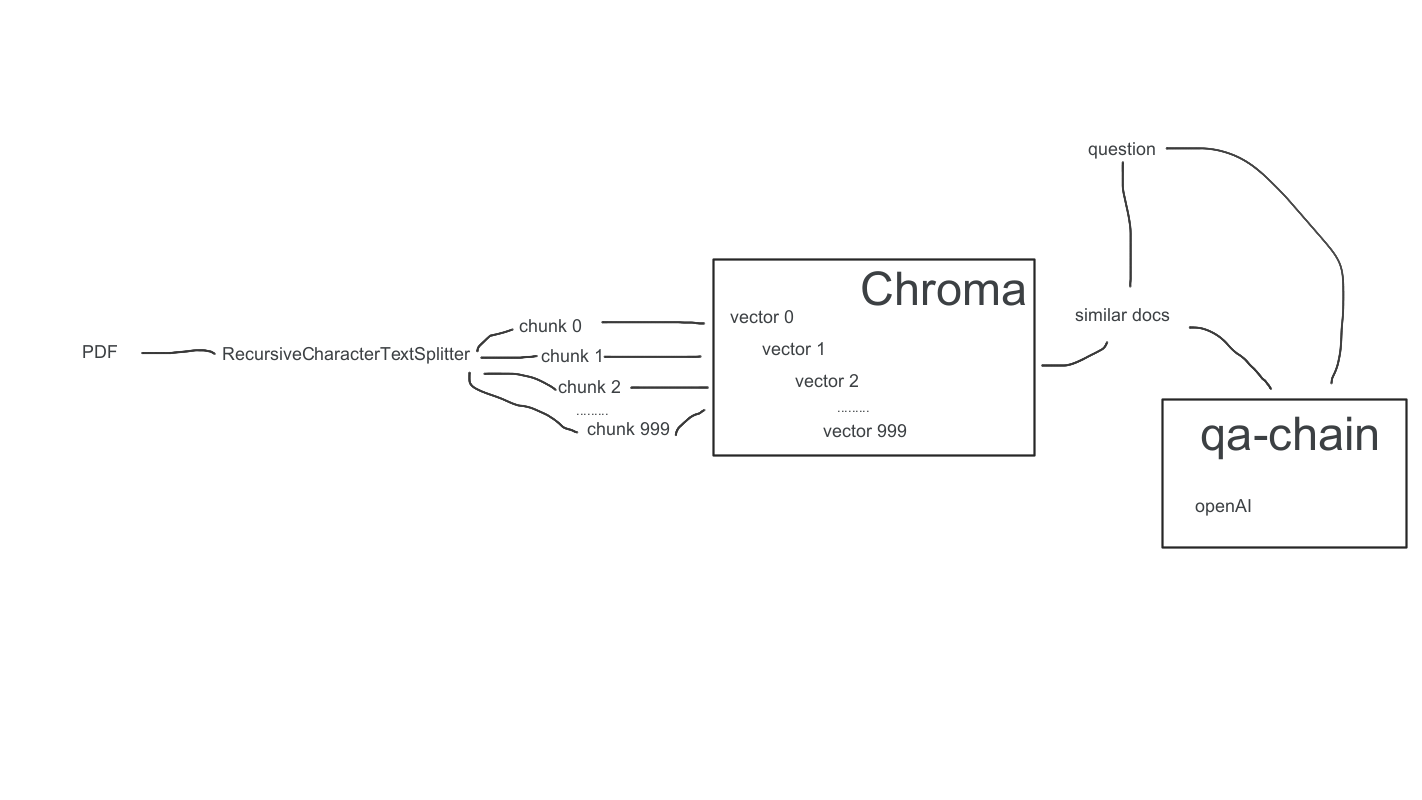 PDF
RecursiveCharacterTextSplitter
chunk 0
chunk 1
chunk 2
.........
chunk 999
Chroma
vector 0
vector 1
vector 2
.........
vector 999
question
similar docs
qa-chain
openAI